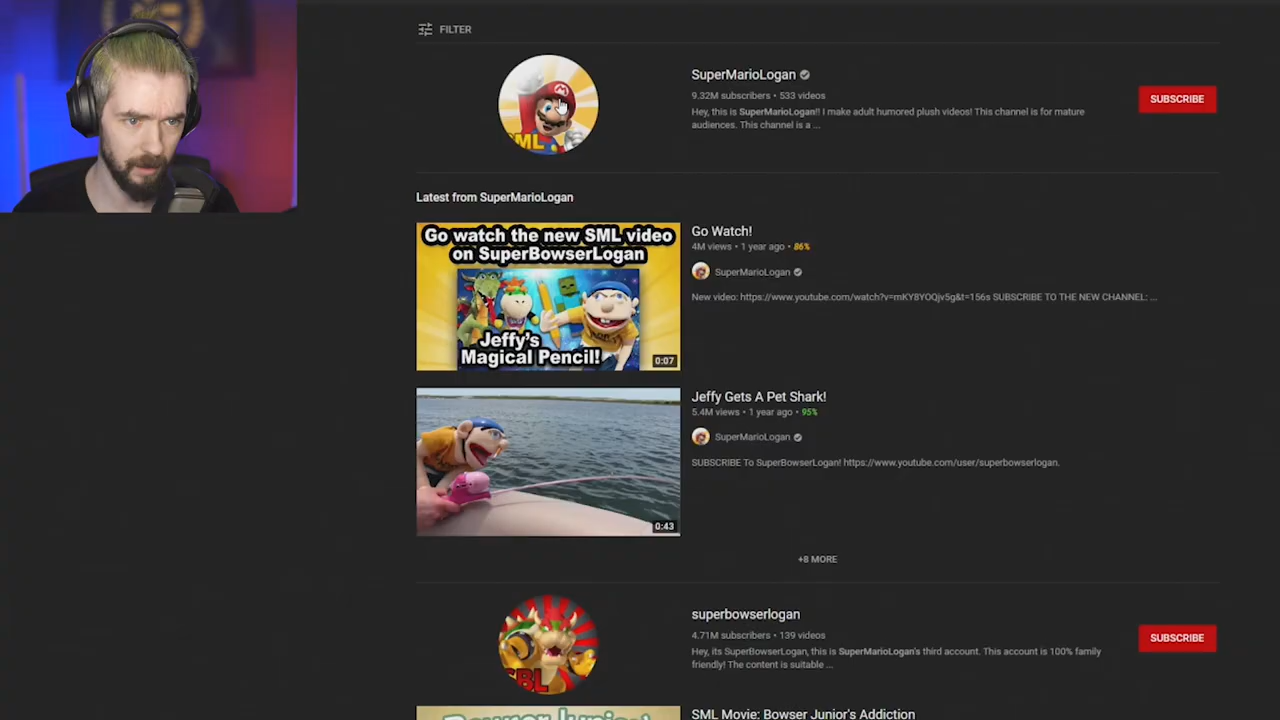 FILTER
SuperMarioLogan
9.32M subscribers • 533 videos
SUBSCRIBE
Hey, this is SuperMarioLogan!! I make adult humored plush videos! This channel is for mature
audiences. This channel is a ...
SML
Latest from SuperMarioLogan
Go watch the new SML video
on SuperBowserLogan
Jeffy's
Magical Pencil!
0:07
Go Watch!
4M views • 1 year ago • 86%
SuperMarioLogan
New video: https://www.youtube.com/watch?v=mKY8YOQjv5g&t=156s SUBSCRIBE TO THE NEW CHANNEL: ...
0:43
Jeffy Gets A Pet Shark!
5.4M views • 1 year ago • 95%
SuperMarioLogan
SUBSCRIBE To SuperBowserLogan! https://www.youtube.com/user/superbowserlogan.
+8 MORE
SBL
superbowserlogan
4.71M subscribers • 139 videos
SUBSCRIBE
Hey, its SuperBowserLogan, this is SuperMarioLogan's third account. This account is 100% family
friendly! The content is suitable ...
Bowser Junior's
SML Movie: Bowser Junior's Addiction